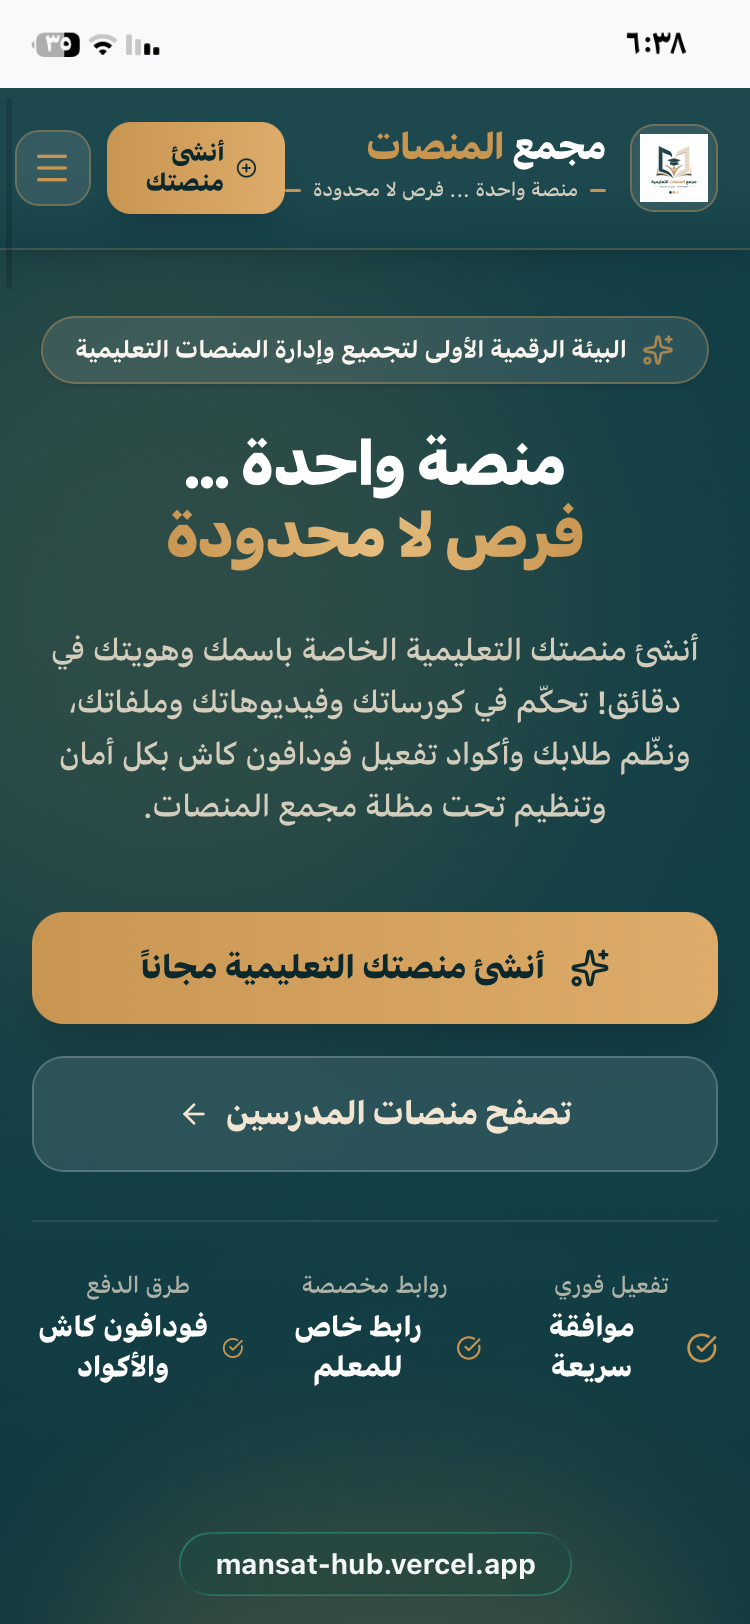 ٦:٣٨
٣٥
مجمع المنصات
منصة واحدة ... فرص لا محدودة
أنشئ
منصتك
البيئة الرقمية الأولى لتجميع وإدارة المنصات التعليمية
منصة واحدة ...
فرص لا محدودة
أنشئ منصتك التعليمية الخاصة باسمك وهويتك في
دقائق! تحكّم في كورساتك وفيديوهاتك وملفاتك،
ونظّم طلابك وأكواد تفعيل فودافون كاش بكل أمان
وتنظيم تحت مظلة مجمع المنصات.
أنشئ منصتك التعليمية مجاناً
تصفح منصات المدرسين ←
تفعيل فوري
موافقة
سريعة
روابط مخصصة
رابط خاص
للمعلم
طرق الدفع
فودافون كاش
والأكواد
mansat-hub.vercel.app